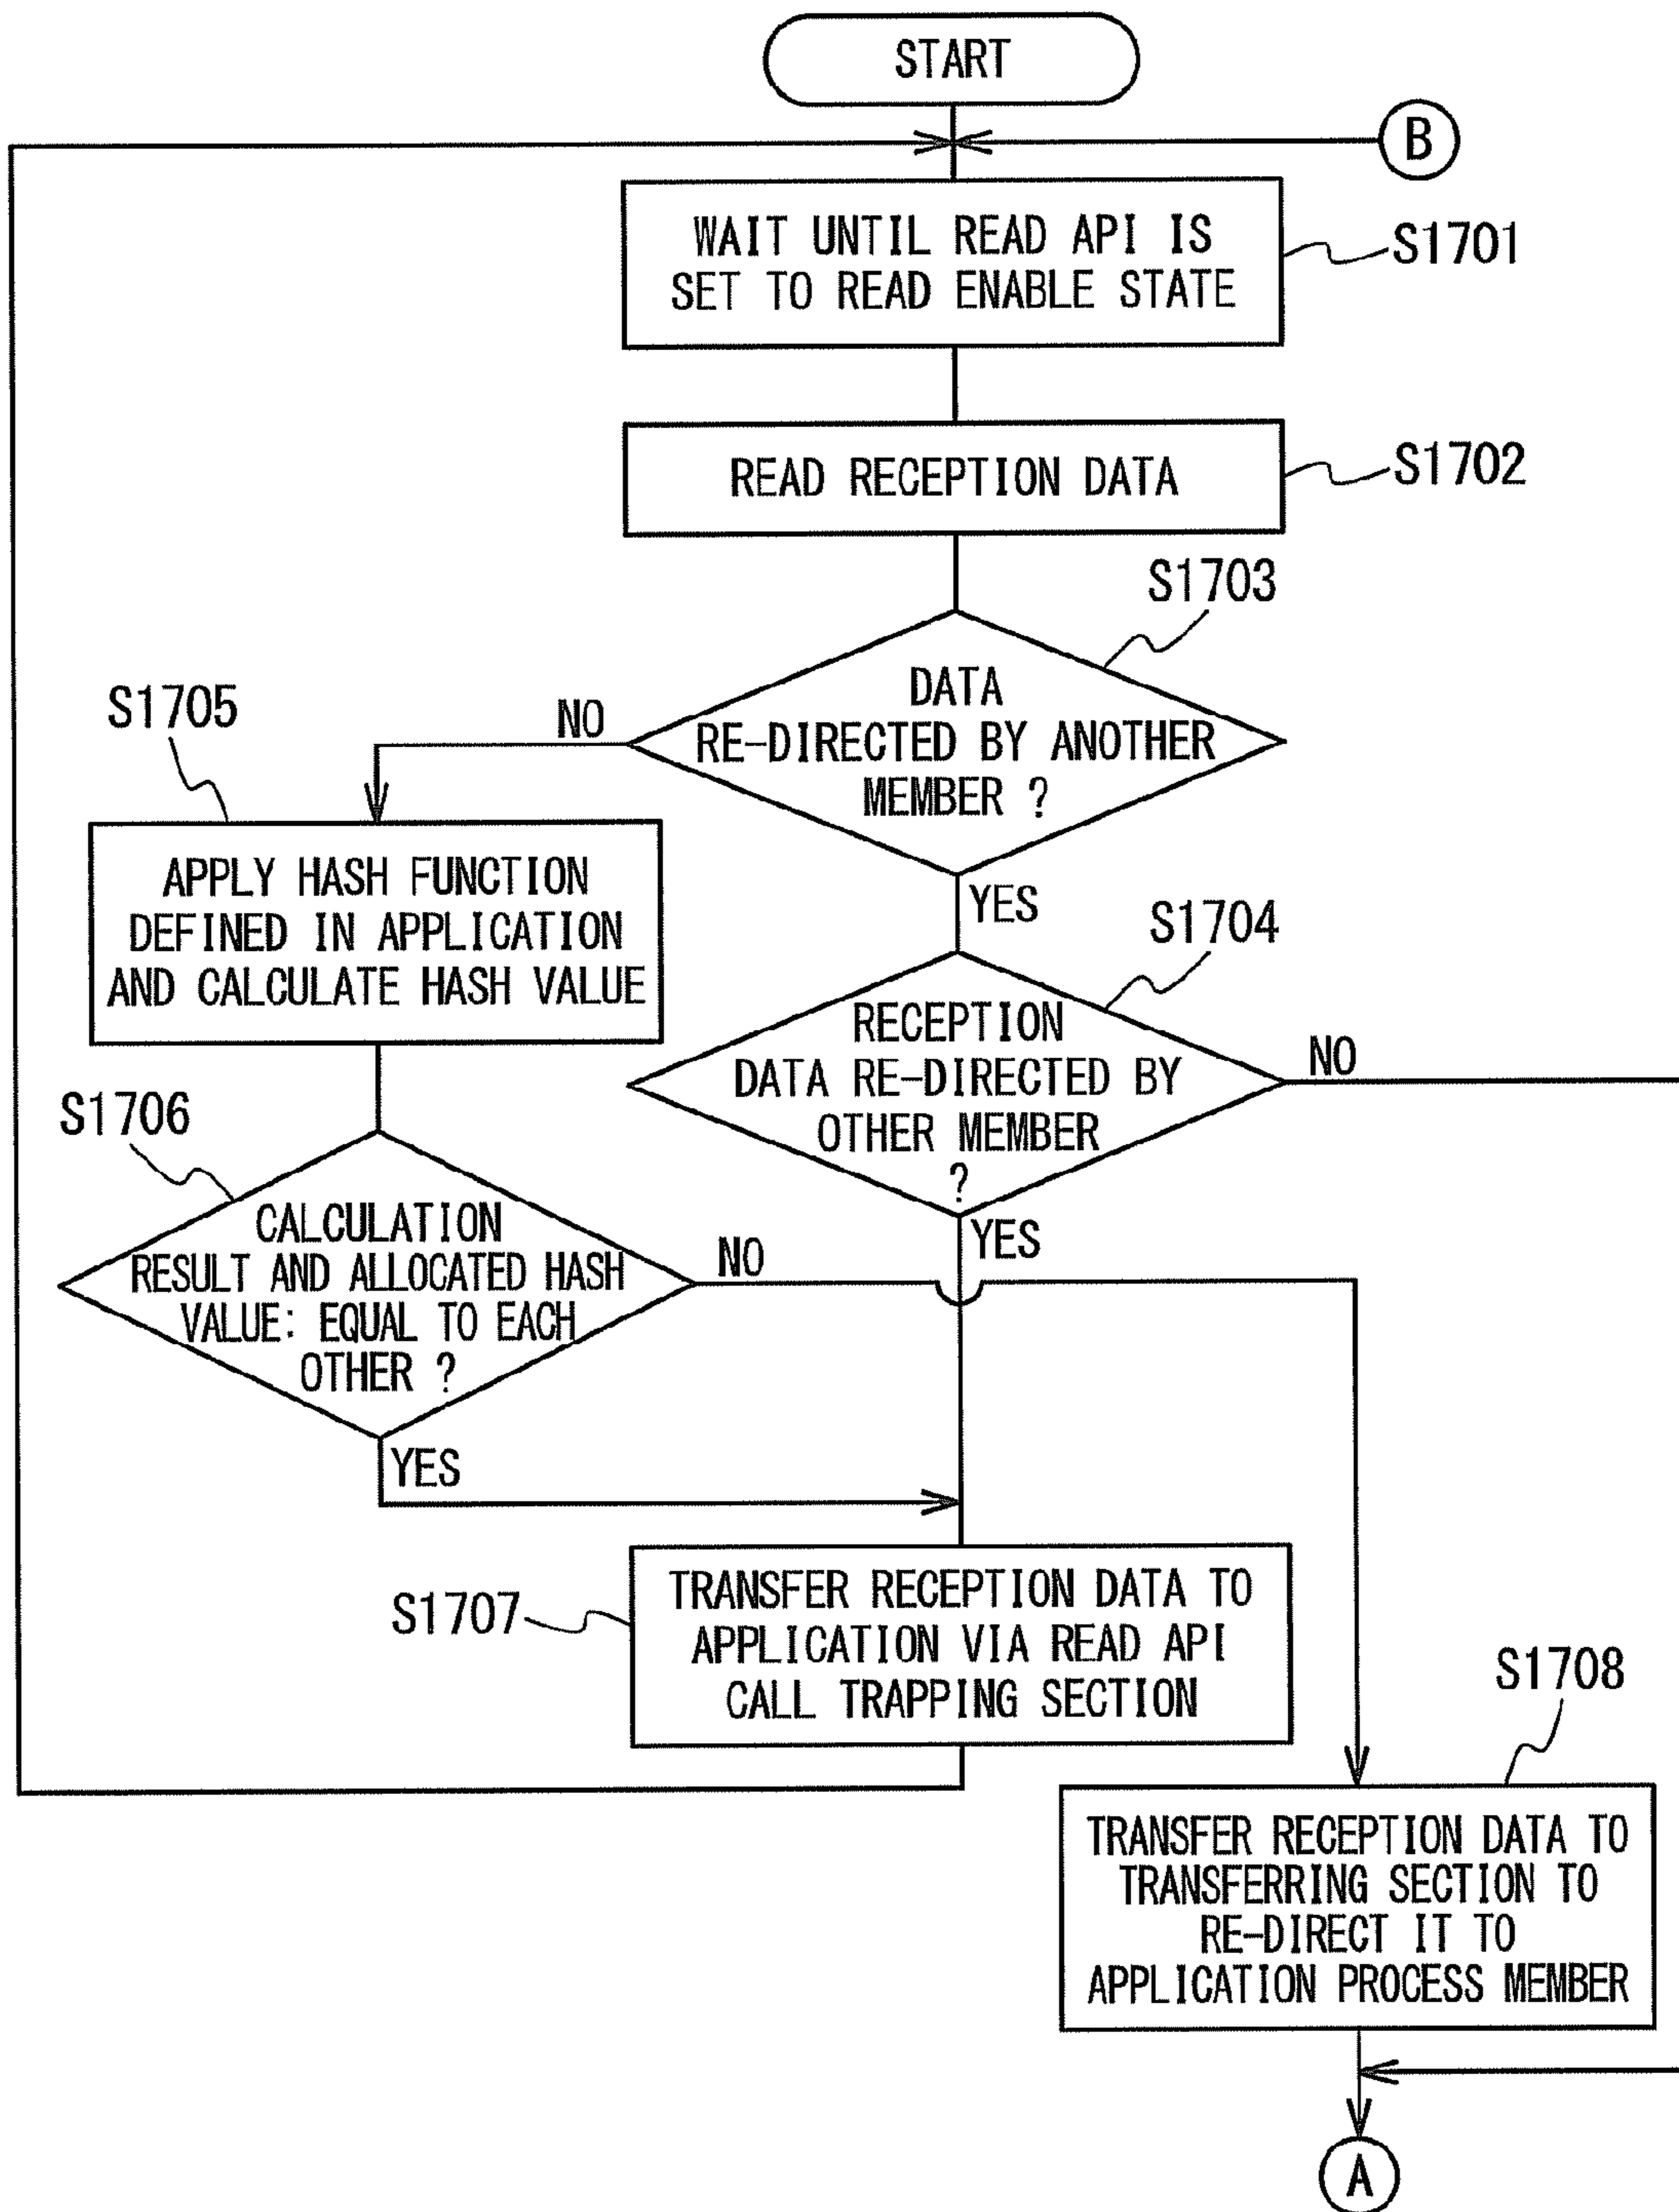 START
B
WAIT UNTIL READ API IS
SET TO READ ENABLE STATE
S1701
READ RECEPTION DATA
S1702
S1703
DATA
RE-DIRECTED BY ANOTHER
MEMBER ?
NO
YES
S1705
APPLY HASH FUNCTION
DEFINED IN APPLICATION
AND CALCULATE HASH VALUE
S1704
RECEPTION
DATA RE-DIRECTED BY
OTHER MEMBER
?
NO
YES
S1706
CALCULATION
RESULT AND ALLOCATED HASH
VALUE: EQUAL TO EACH
OTHER ?
NO
YES
S1707
TRANSFER RECEPTION DATA TO
APPLICATION VIA READ API
CALL TRAPPING SECTION
S1708
TRANSFER RECEPTION DATA TO
TRANSFERRING SECTION TO
RE-DIRECT IT TO
APPLICATION PROCESS MEMBER
A